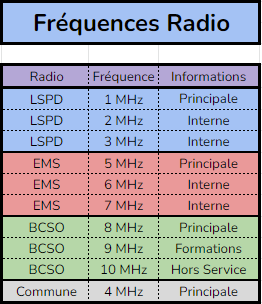 Fréquences Radio
Radio Fréquence Informations
LSPD 1 MHz Principale
LSPD 2 MHz Interne
LSPD 3 MHz Interne
EMS 5 MHz Principale
EMS 6 MHz Interne
EMS 7 MHz Interne
BCSO 8 MHz Principale
BCSO 9 MHz Formations
BCSO 10 MHz Hors Service
Commune 4 MHz Principale